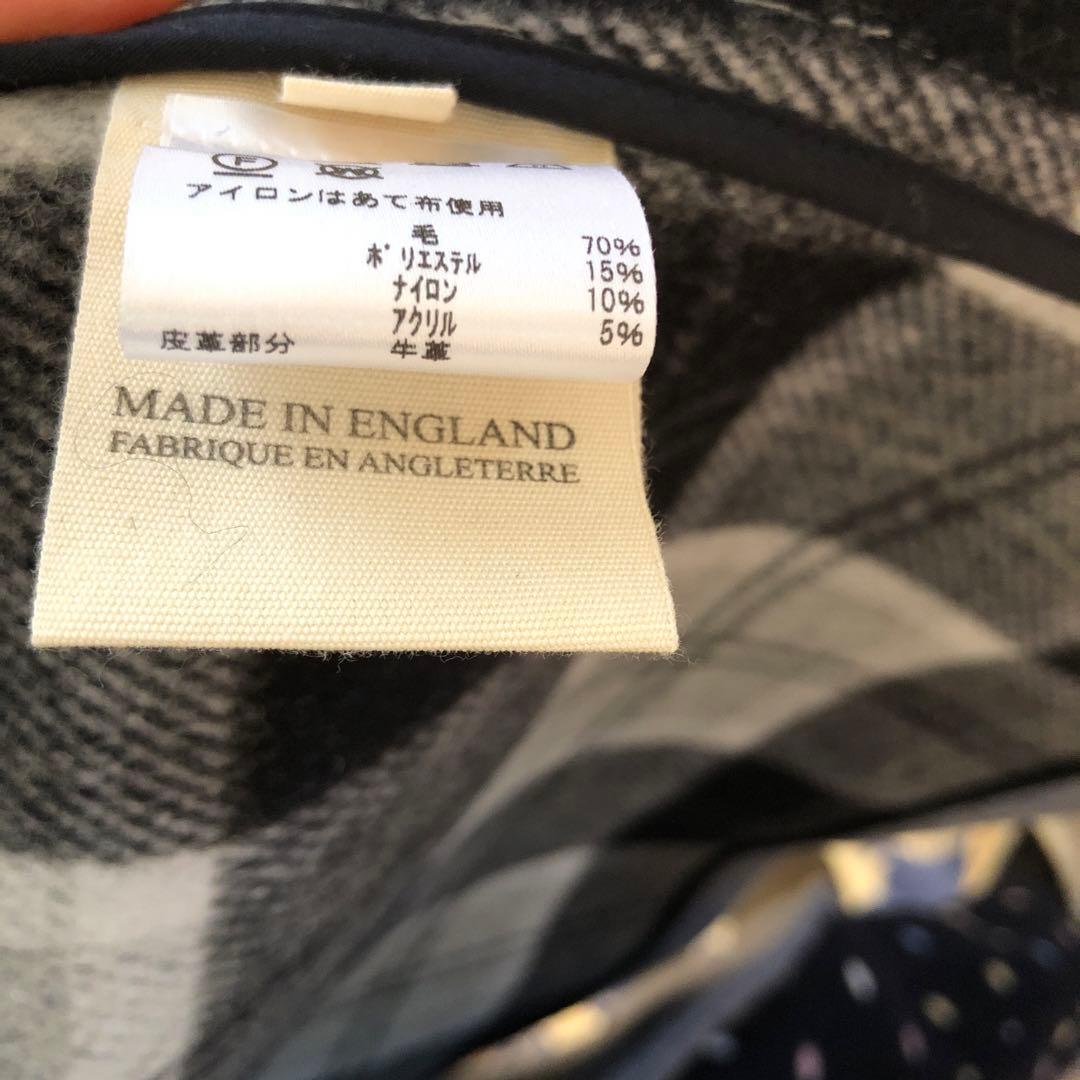 F
アイロンはあて布使用
毛 70%
ポリエステル 15%
ナイロン 10%
アクリル 5%
皮革部分 牛革
MADE IN ENGLAND
FABRIQUE EN ANGLETERRE